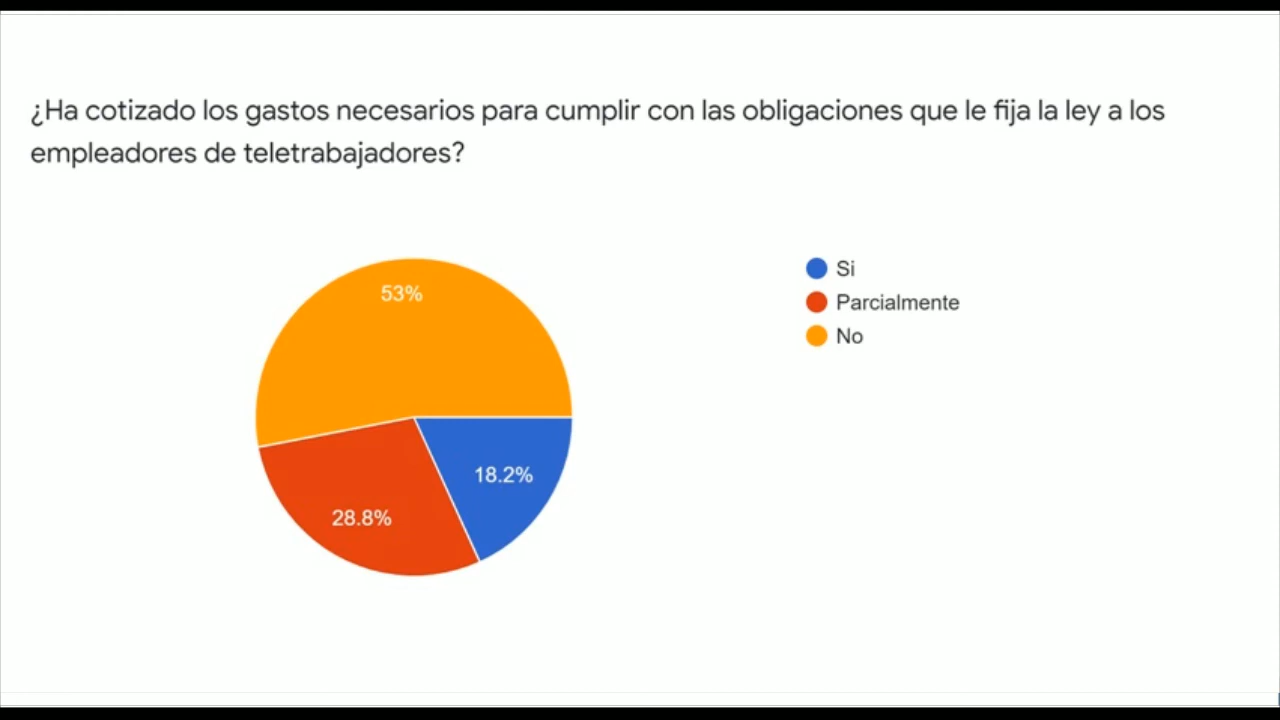 ¿Ha cotizado los gastos necesarios para cumplir con las obligaciones que le fija la ley a los
empleadores de teletrabajadores?
Si
Parcialmente
No
53%
18.2%
28.8%